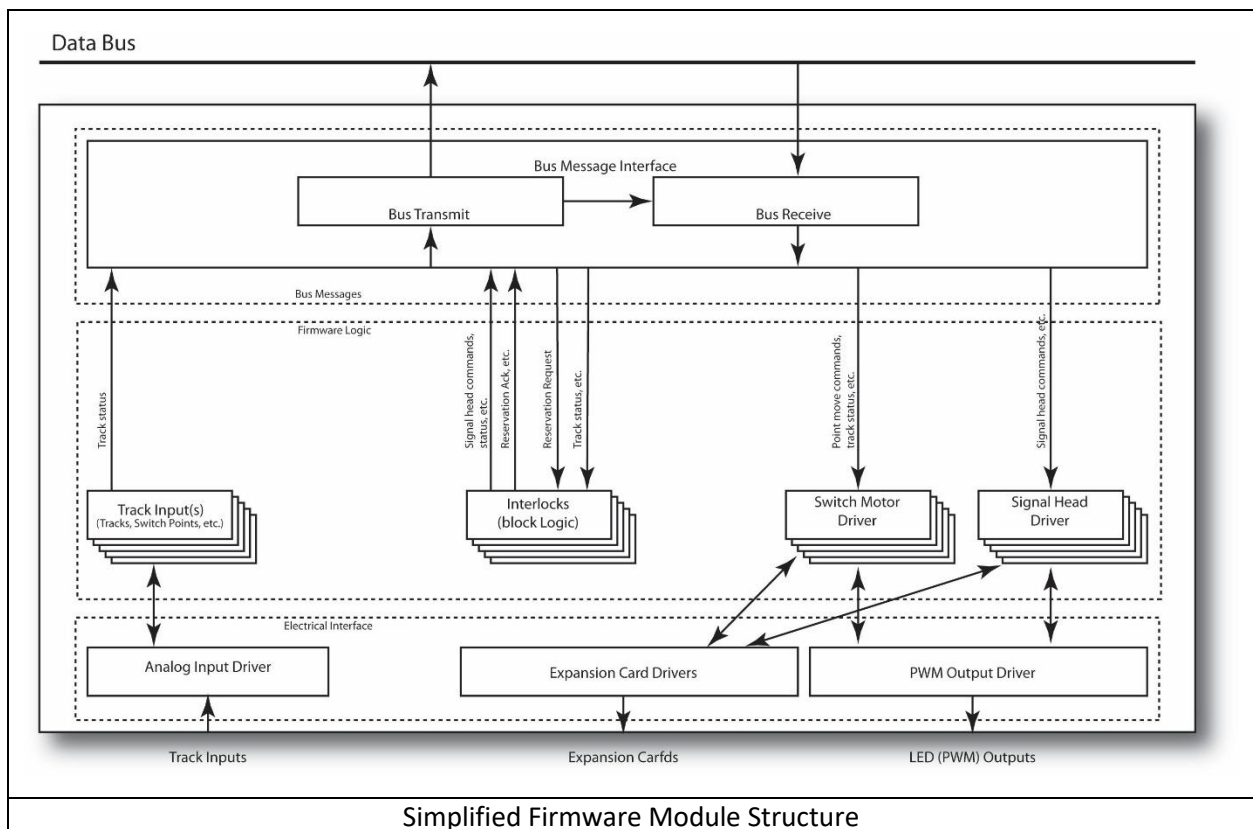 Data Bus
Bus Message Interface
Bus Transmit
Bus Receive
Bus Messages
Firmware Logic
Track status
Signal head commands,
status, etc.
Reservation Ack, etc.
Reservation Request
Track status, etc.
Point move commands,
track status, etc.
Signal head commands, etc.
Track Input(s)
(Tracks, Switch Points, etc.)
Interlocks
(block Logic)
Switch Motor
Driver
Signal Head
Driver
Electrical Interface
Analog Input Driver
Expansion Card Drivers
PWM Output Driver
Track Inputs
Expansion Carfds
LED (PWM) Outputs
Simplified Firmware Module Structure